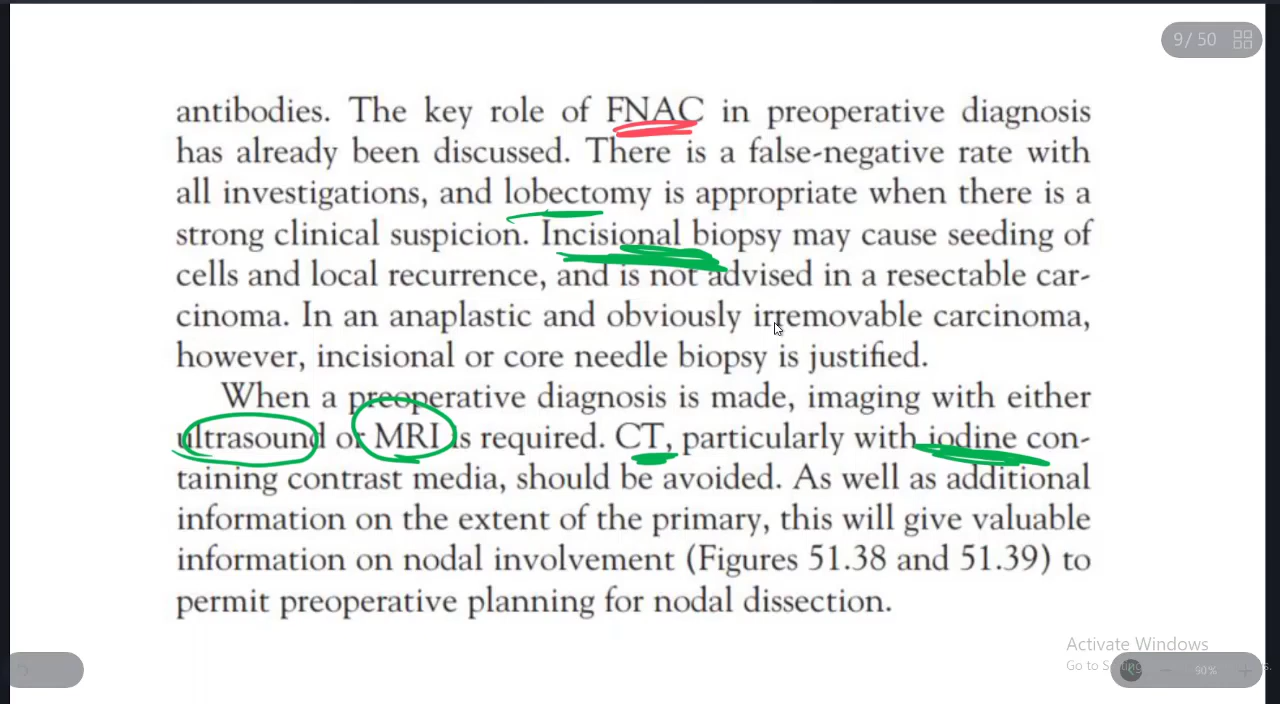 9/ 50
antibodies. The key role of FNAC in preoperative diagnosis
has already been discussed. There is a false-negative rate with
all investigations, and lobectomy is appropriate when there is a
strong clinical suspicion. Incisional biopsy may cause seeding of
cells and local recurrence, and is not advised in a resectable car-
cinoma. In an anaplastic and obviously irremovable carcinoma,
however, incisional or core needle biopsy is justified.
When a preoperative diagnosis is made, imaging with either
ultrasound or MRI is required. CT, particularly with iodine con-
taining contrast media, should be avoided. As well as additional
information on the extent of the primary, this will give valuable
information on nodal involvement (Figures 51.38 and 51.39) to
permit preoperative planning for nodal dissection.
Activate Windows
Go to
90%